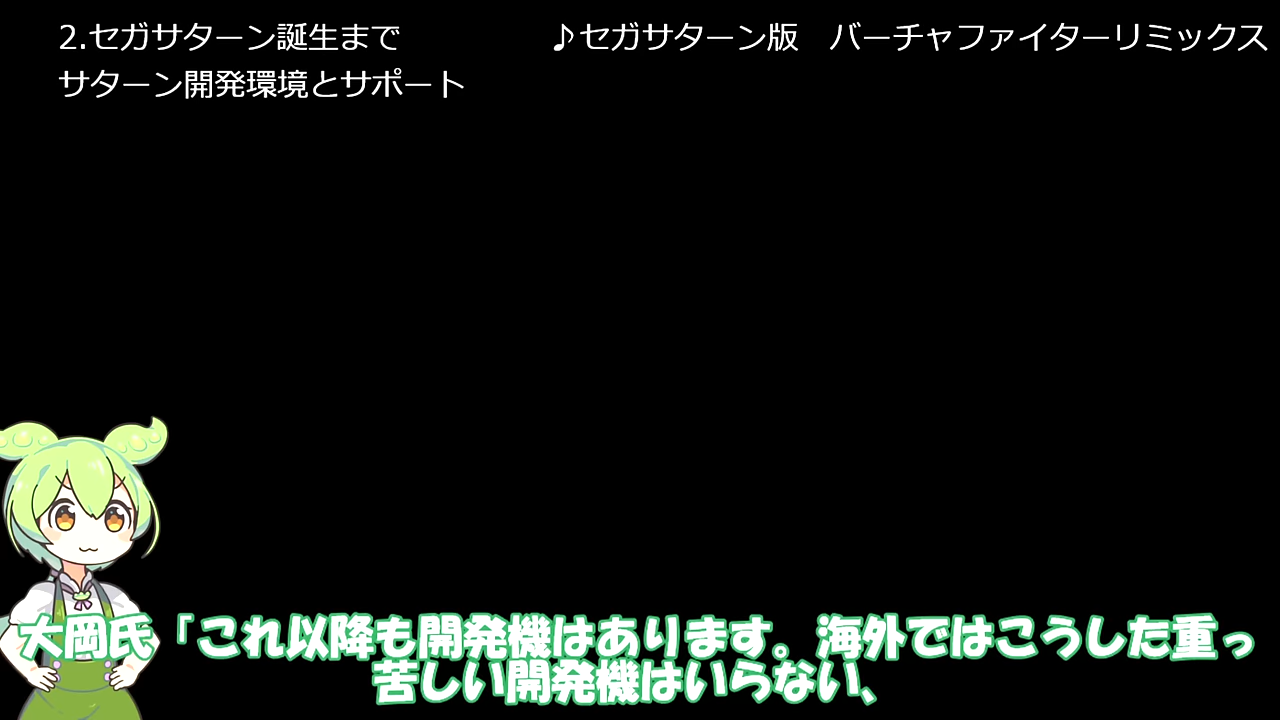 2.セガサターン誕生まで
♪セガサターン版　バーチャファイターリミックス
サターン開発環境とサポート
大岡氏「これ以降も開発機はあります。海外ではこうした重っ
苦しい開発機はいらない、